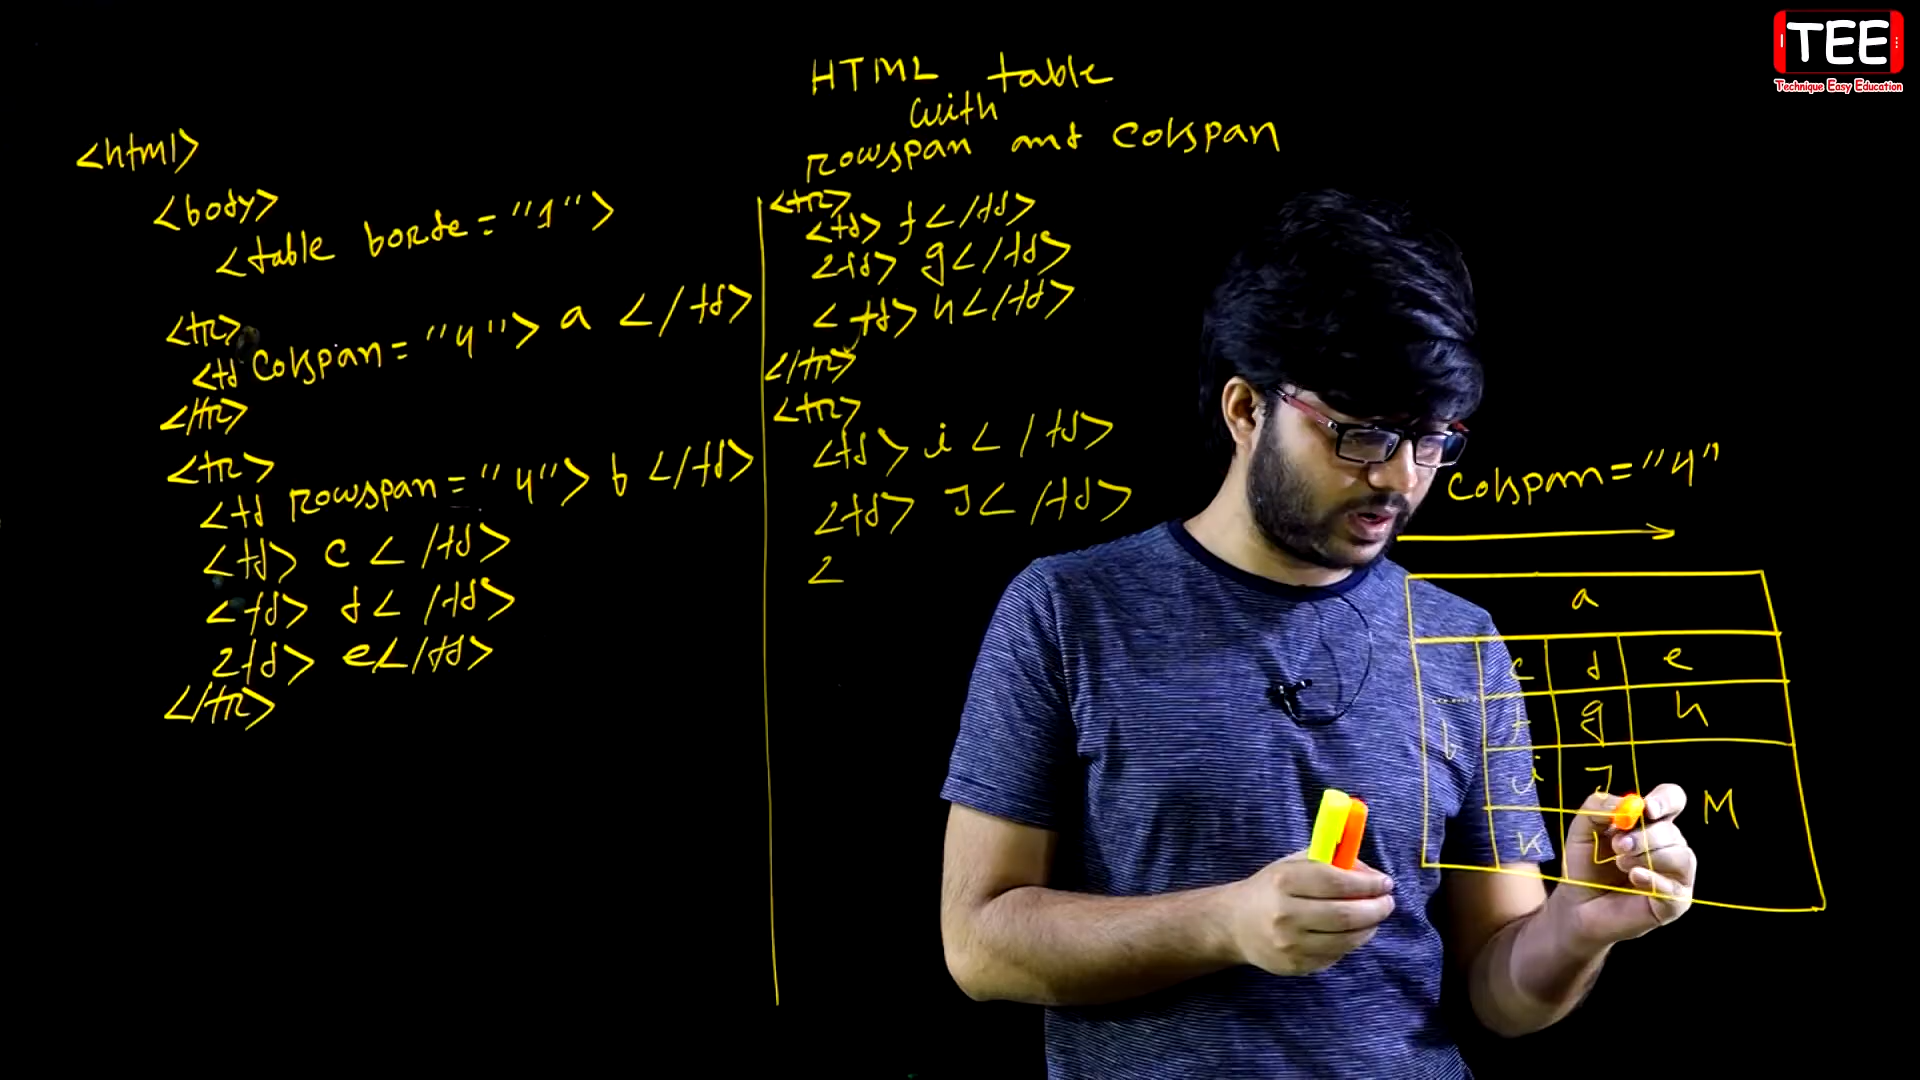 TEE
Technique Easy Education
HTML table
with
rowspan and Colspan
<html>
<body>
<table borde="1">
<tr>
<td Colspan="4"> a </td>
</tr>
<tr>
<td rowspan="4"> b </td>
<td> c </td>
<td> d </td>
<td> e</td>
</tr>
<tr>
<td> f </td>
<td> g</td>
<td> h</td>
</tr>
<tr>
<td> i </td>
<td> J</td>
<
Colspan="4"
a
b c d e
f g h
i J M
K L